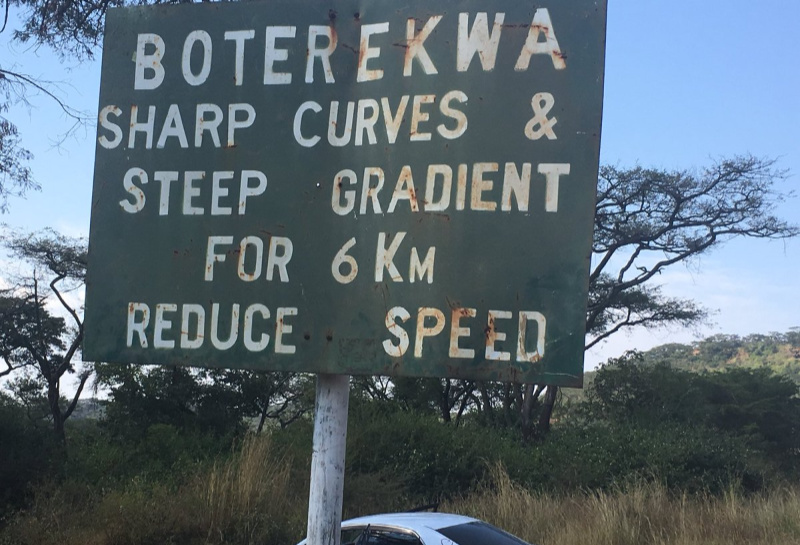 BOTEREKWA
SHARP CURVES &
STEEP GRADIENT
FOR 6 KM
REDUCE SPEED